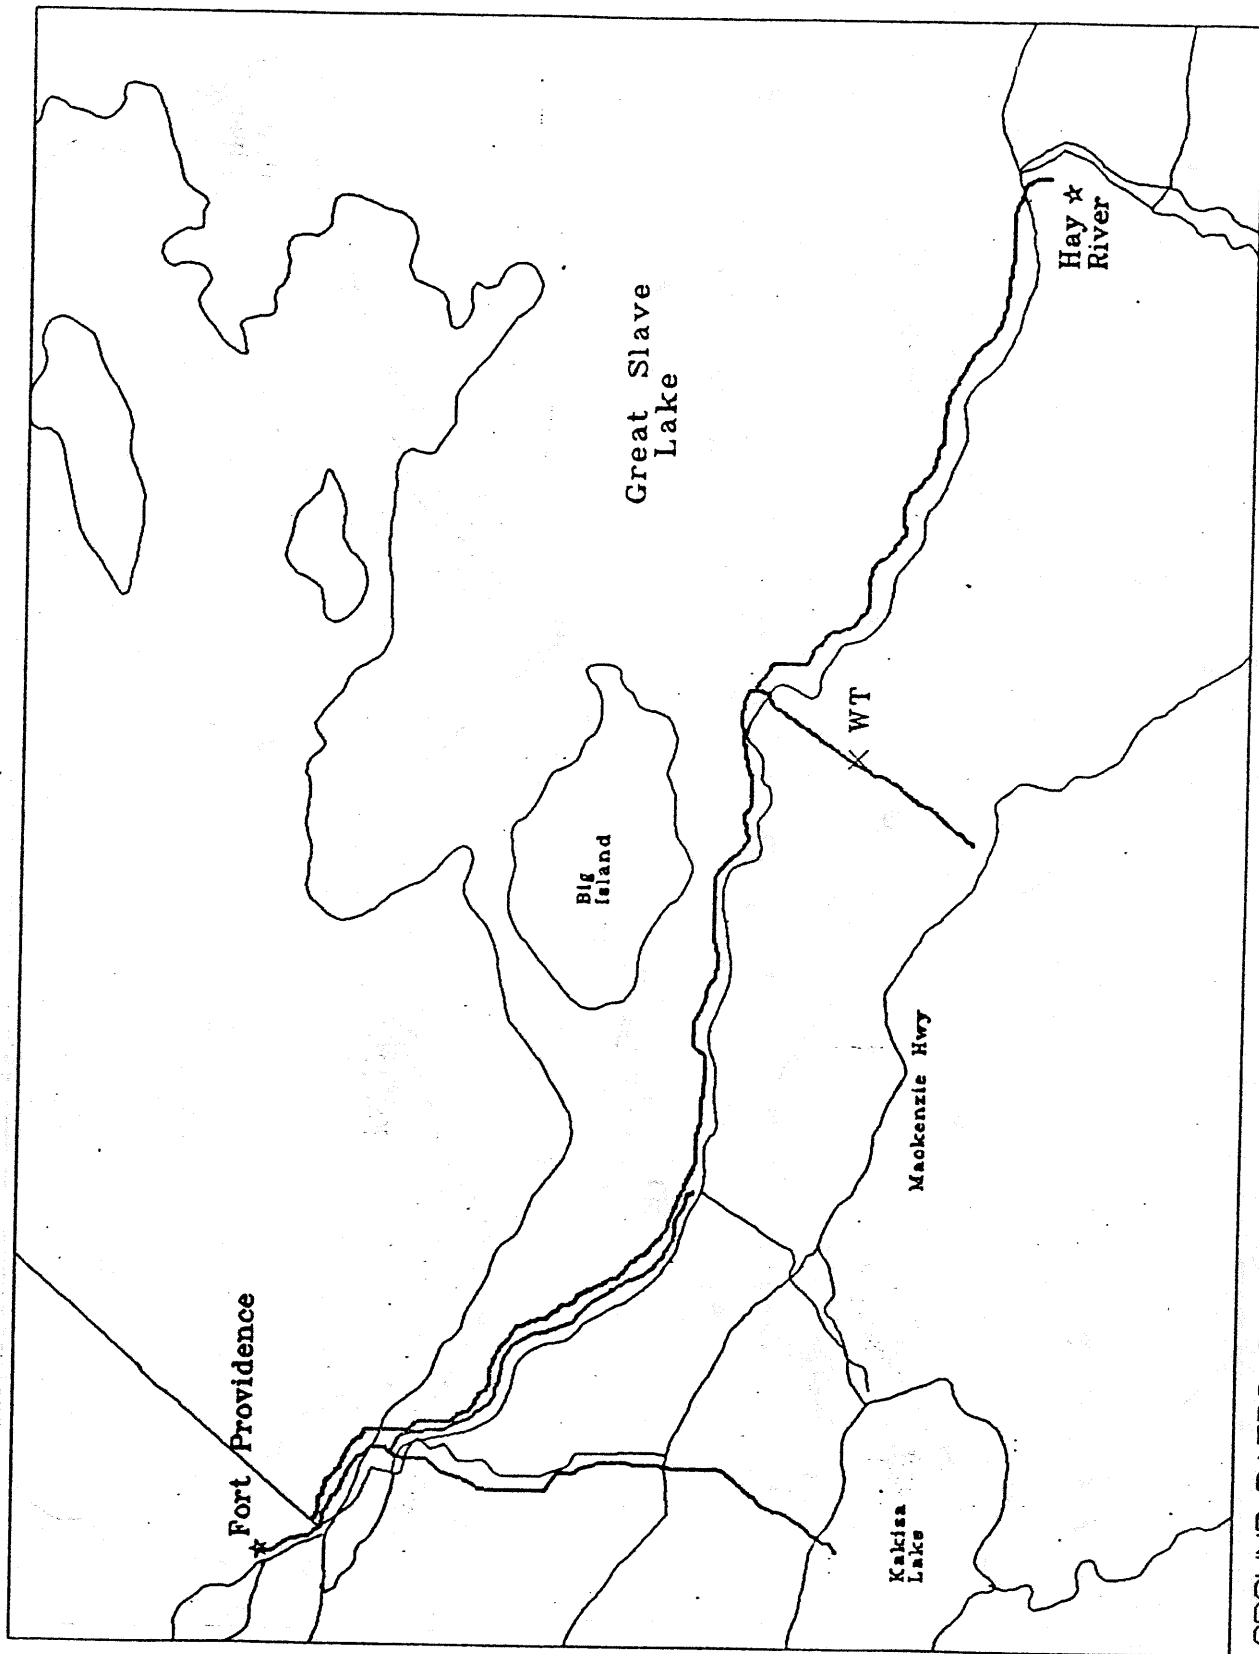 Fort Providence
Great Slave
Lake
Big
Island
Hay
River
WT
Mackenzie Hwy
Kakisa
Lake